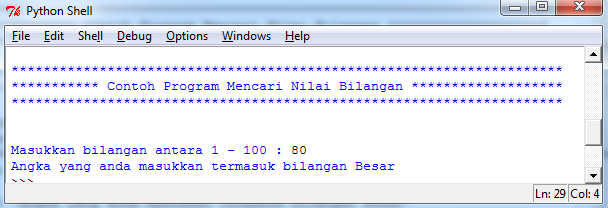 Python Shell
File Edit Shell Debug Options Windows Help
*********************************************************************
*********** Contoh Program Mencari Nilai Bilangan *******************
*********************************************************************
Masukkan bilangan antara 1 - 100 : 80
Angka yang anda masukkan termasuk bilangan Besar
>>>
Ln: 29 Col: 4